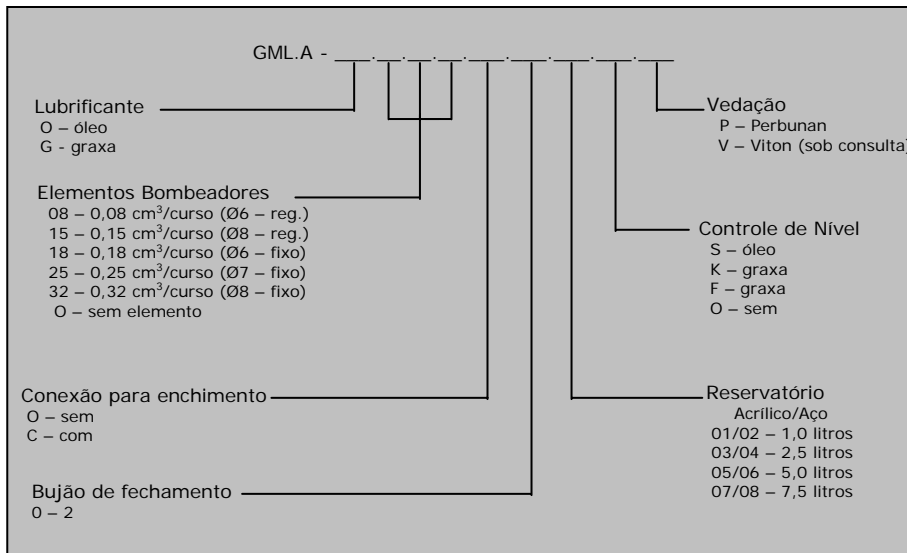 GML.A - ___._._._.___.___.___.___.___
Lubrificante
O – óleo
G - graxa
Elementos Bombeadores
08 – 0,08 cm³/curso (Ø6 – reg.)
15 – 0,15 cm³/curso (Ø8 – reg.)
18 – 0,18 cm³/curso (Ø6 – fixo)
25 – 0,25 cm³/curso (Ø7 – fixo)
32 – 0,32 cm³/curso (Ø8 – fixo)
O – sem elemento
Conexão para enchimento
O – sem
C – com
Bujão de fechamento
0 – 2
Vedação
P – Perbunan
V – Viton (sob consulta)
Controle de Nível
S – óleo
K – graxa
F – graxa
O – sem
Reservatório
Acrílico/Aço
01/02 – 1,0 litros
03/04 – 2,5 litros
05/06 – 5,0 litros
07/08 – 7,5 litros